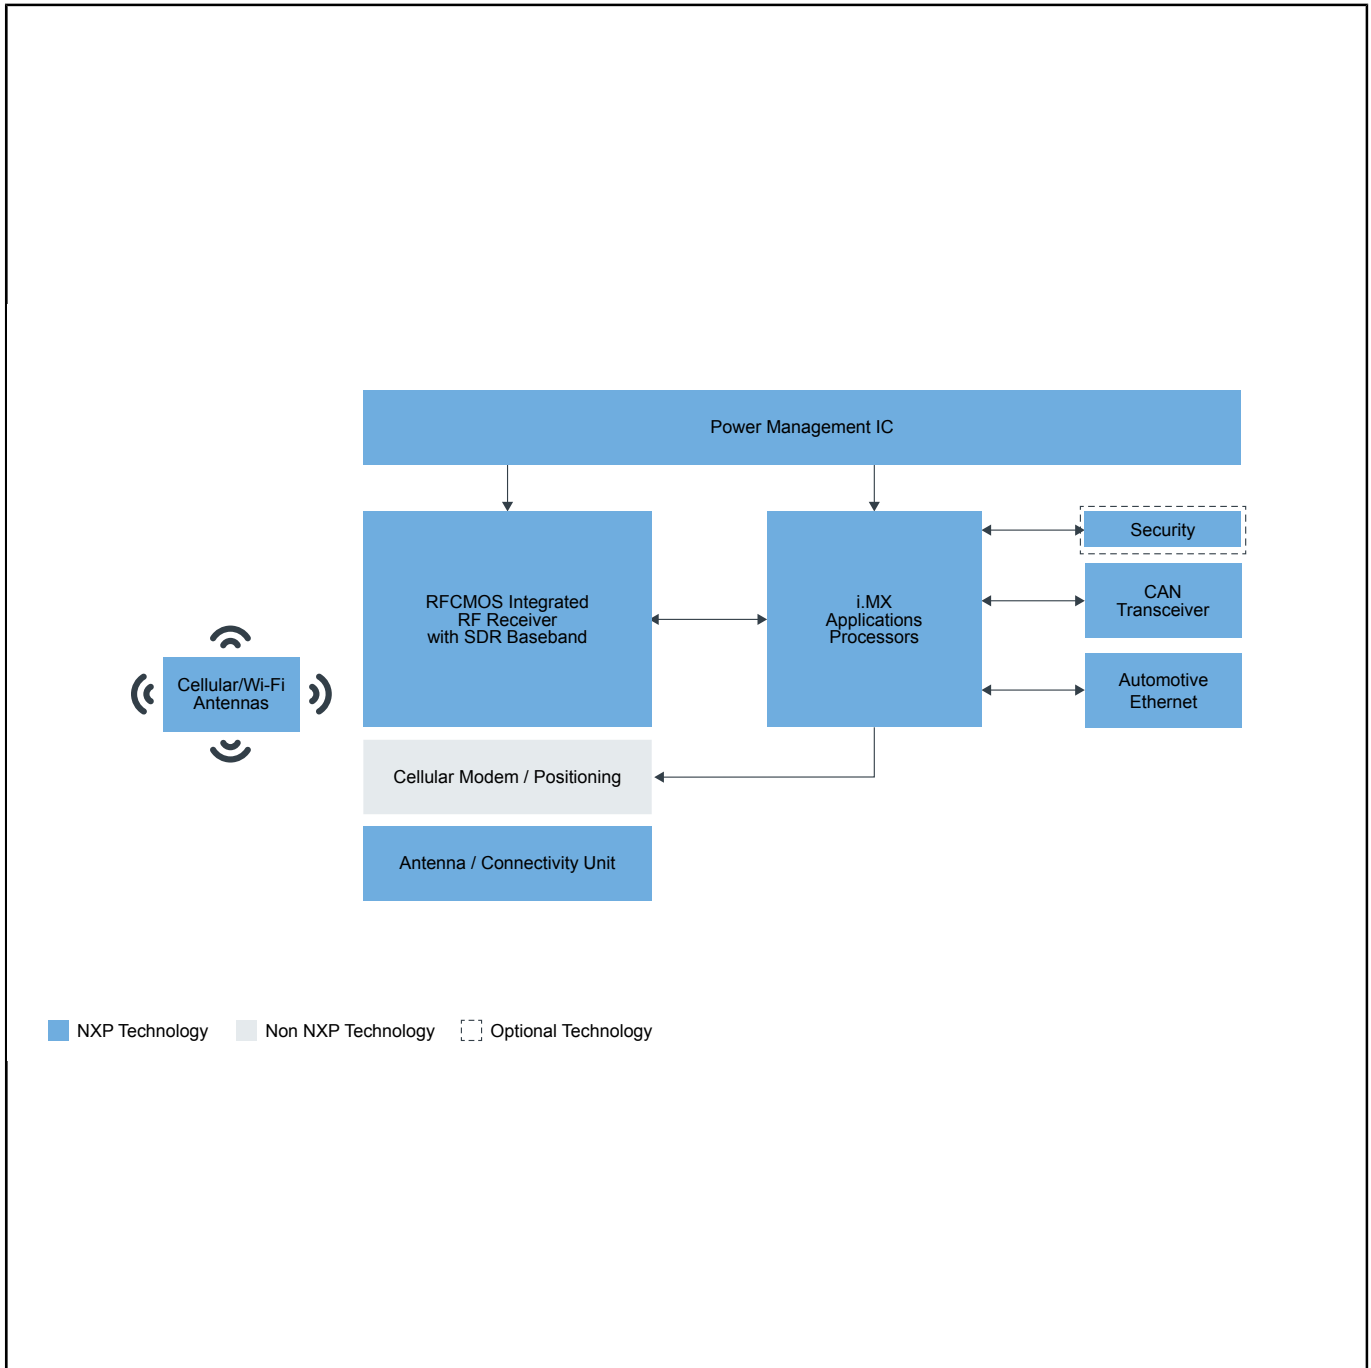 Power Management IC
RFCMOS Integrated
RF Receiver
with SDR Baseband
i.MX
Applications
Processors
Security
CAN
Transceiver
Automotive
Ethernet
Cellular/Wi-Fi
Antennas
Cellular Modem / Positioning
Antenna / Connectivity Unit
NXP Technology
Non NXP Technology
Optional Technology